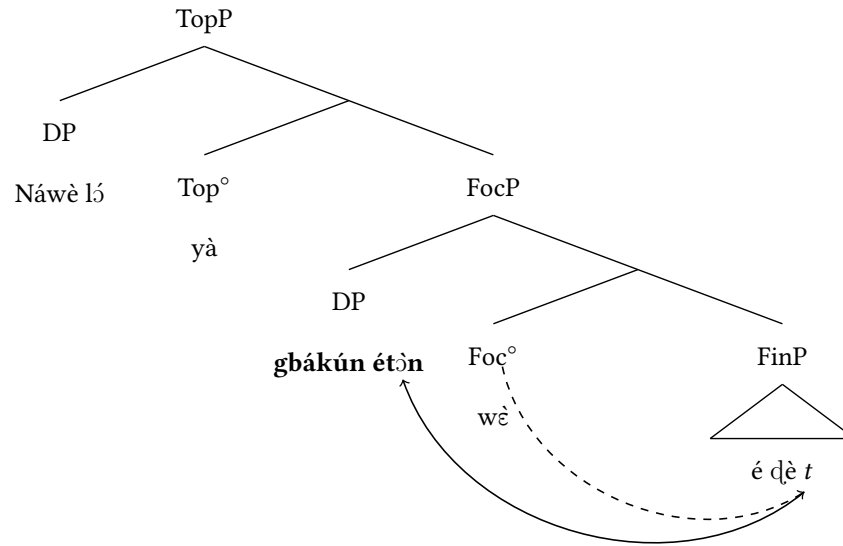 TopP
DP
Náwè lɔ́
Top°
yà
FocP
DP
gbákún étɔ̀n
Foc°
wɛ̀
FinP
é ɖè t